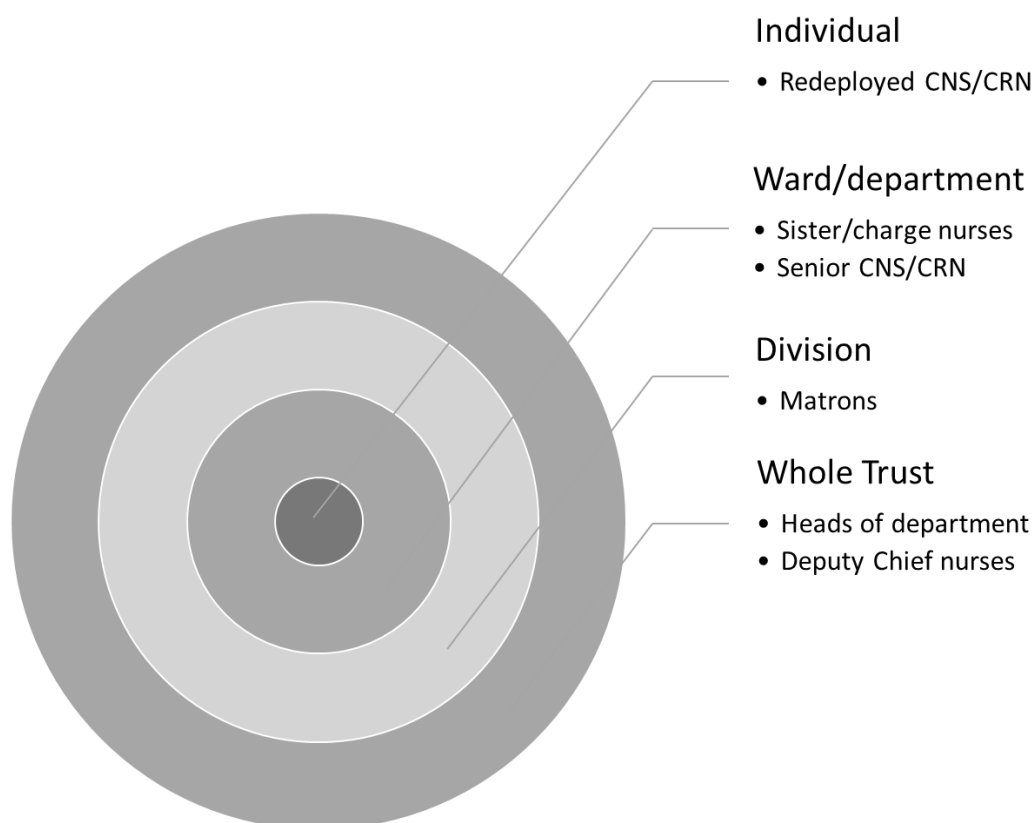 Individual
• Redeployed CNS/CRN
Ward/department
• Sister/charge nurses
• Senior CNS/CRN
Division
• Matrons
Whole Trust
• Heads of department
• Deputy Chief nurses